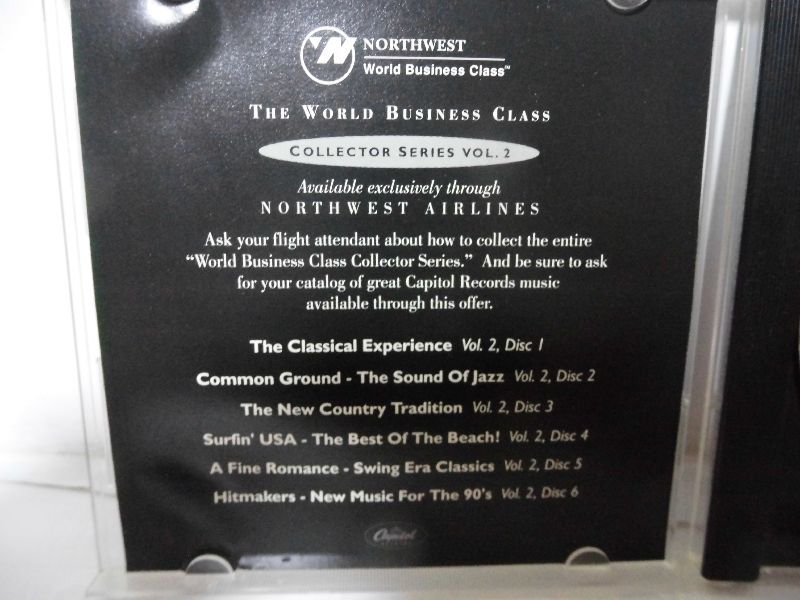 NORTHWEST
World Business Class™
THE WORLD BUSINESS CLASS
COLLECTOR SERIES VOL. 2
Available exclusively through
NORTHWEST AIRLINES
Ask your flight attendant about how to collect the entire
“World Business Class Collector Series.” And be sure to ask
for your catalog of great Capitol Records music
available through this offer.
The Classical Experience Vol. 2, Disc 1
Common Ground - The Sound Of Jazz Vol. 2, Disc 2
The New Country Tradition Vol. 2, Disc 3
Surfin' USA - The Best Of The Beach! Vol. 2, Disc 4
A Fine Romance - Swing Era Classics Vol. 2, Disc 5
Hitmakers - New Music For The 90's Vol. 2, Disc 6
Capitol